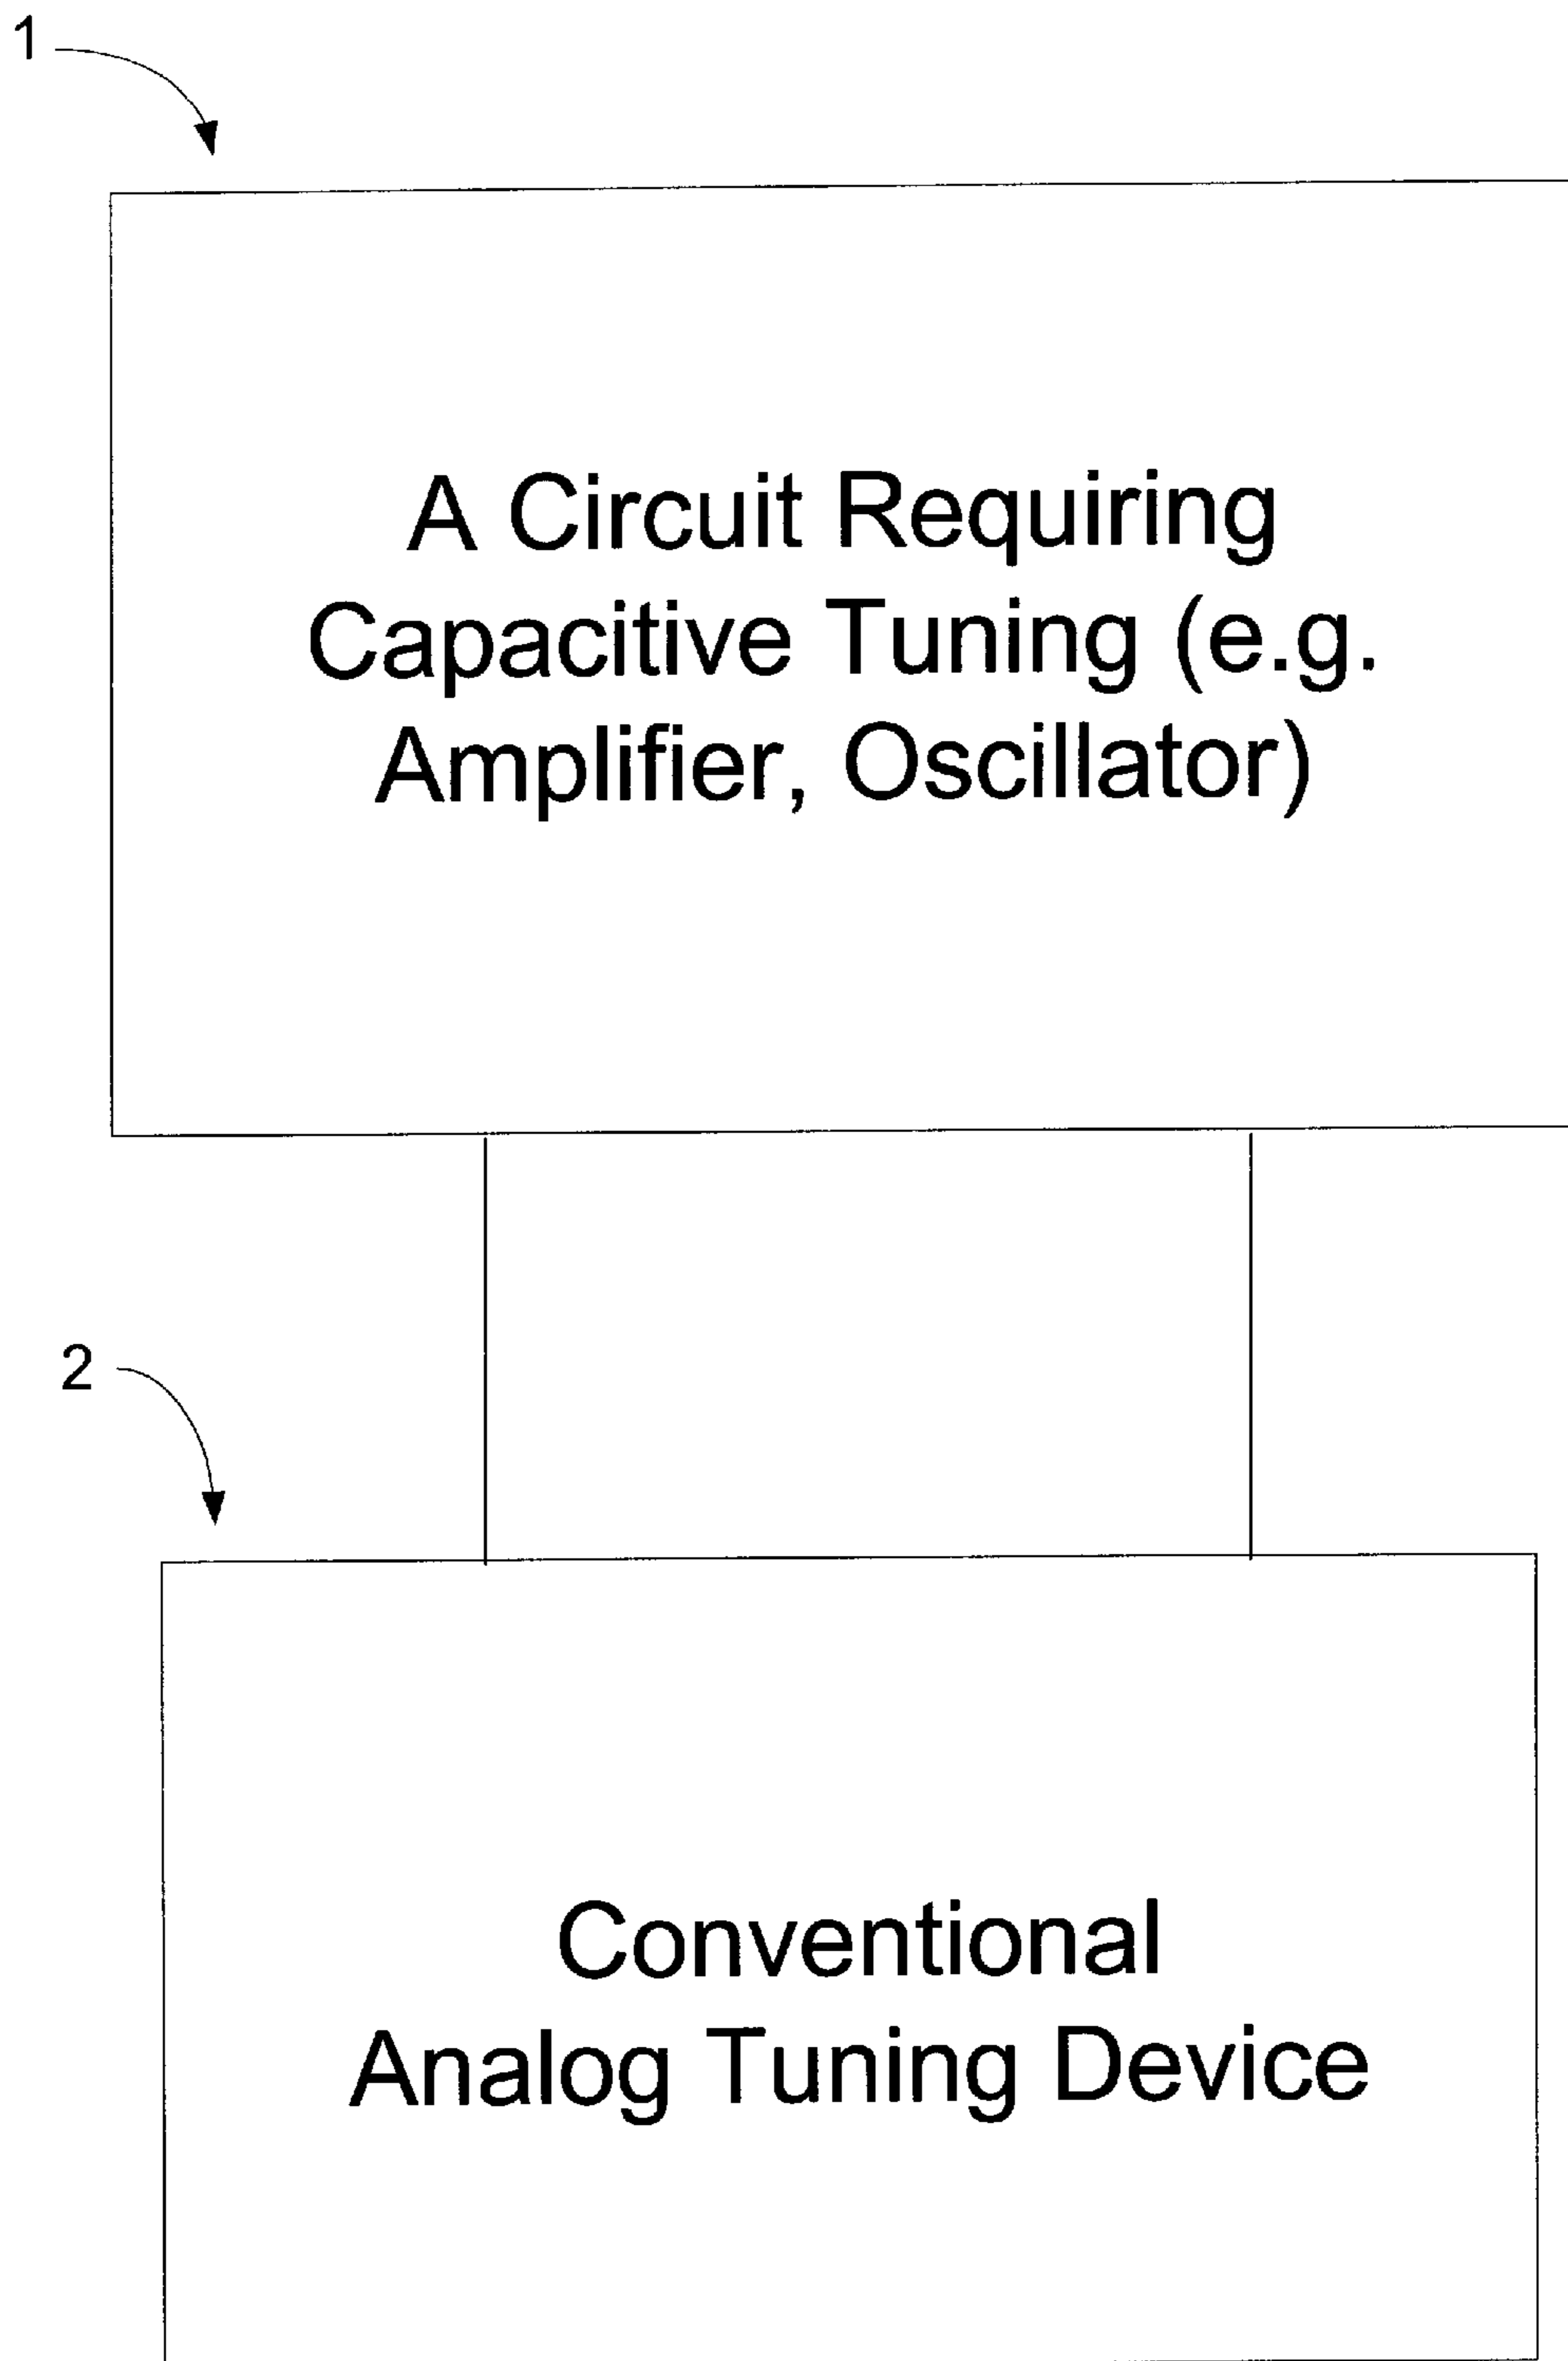 1
A Circuit Requiring
Capacitive Tuning (e.g.
Amplifier, Oscillator)
2
Conventional
Analog Tuning Device